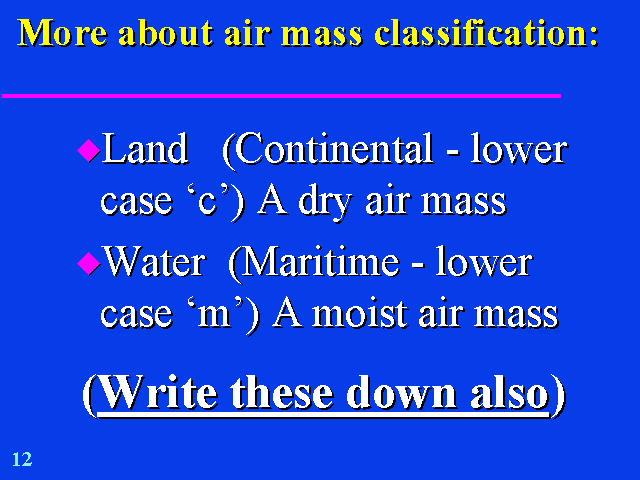 More about air mass classification:
Land (Continental - lower
case ‘c’) A dry air mass
Water (Maritime - lower
case ‘m’) A moist air mass
(Write these down also)
12